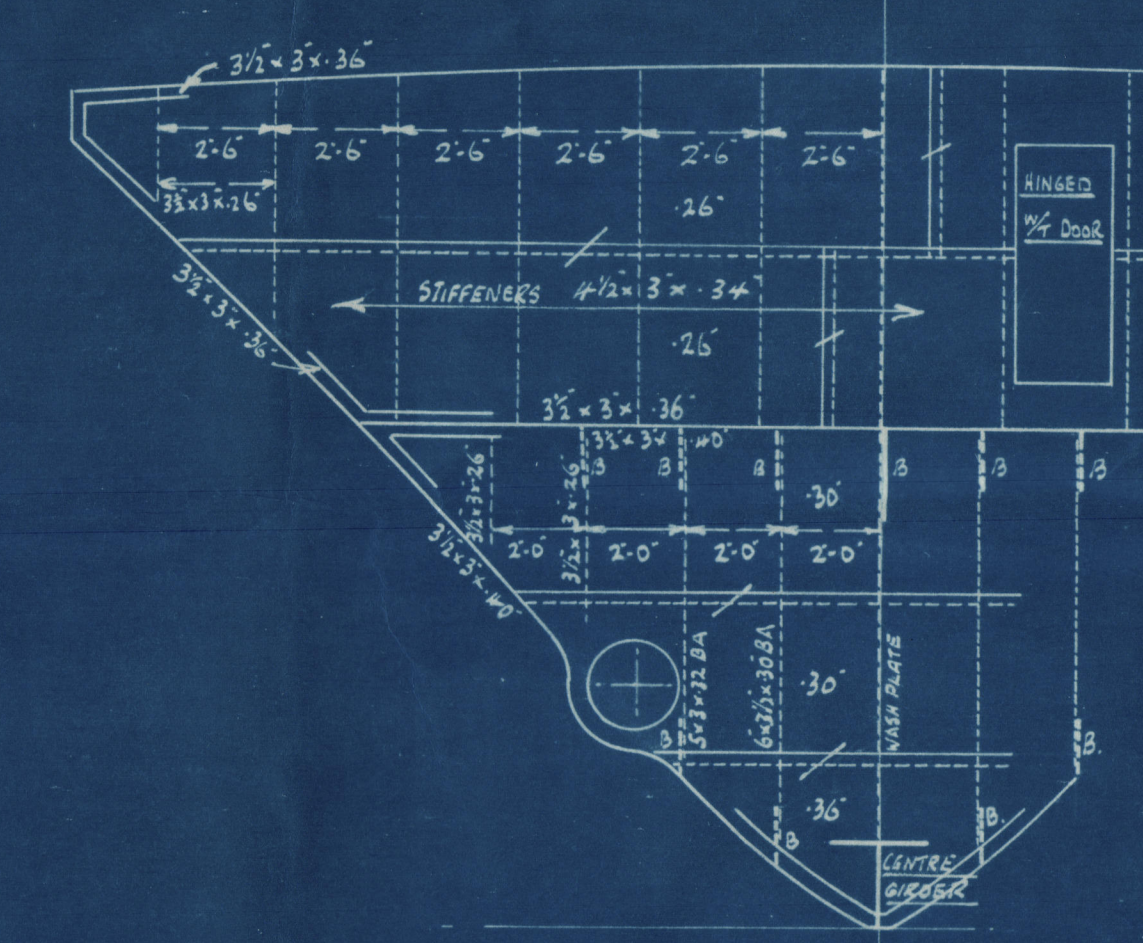 3½" x 3" x .36"
2'-6" 2'-6" 2'-6" 2'-6" 2'-6" 2'-6"
3½" x 3" x .26"
.26"
HINGED
W/T DOOR
3½" x 3" x .36"
STIFFENERS 4½" x 3" x .34"
.26"
3½" x 3" x .36"
3½" x 3" x .40"
B B B B B B
3½ x 3 x .26"
3½ x 3 x .26"
.30"
2'-0" 2'-0" 2'-0" 2'-0"
3½" x 3" x .40"
5 x 3 x .32 BA
6 x 3½ x .30 BA
.30"
WASH PLATE
B B.
.36"
B B.
CENTRE
GIRDER